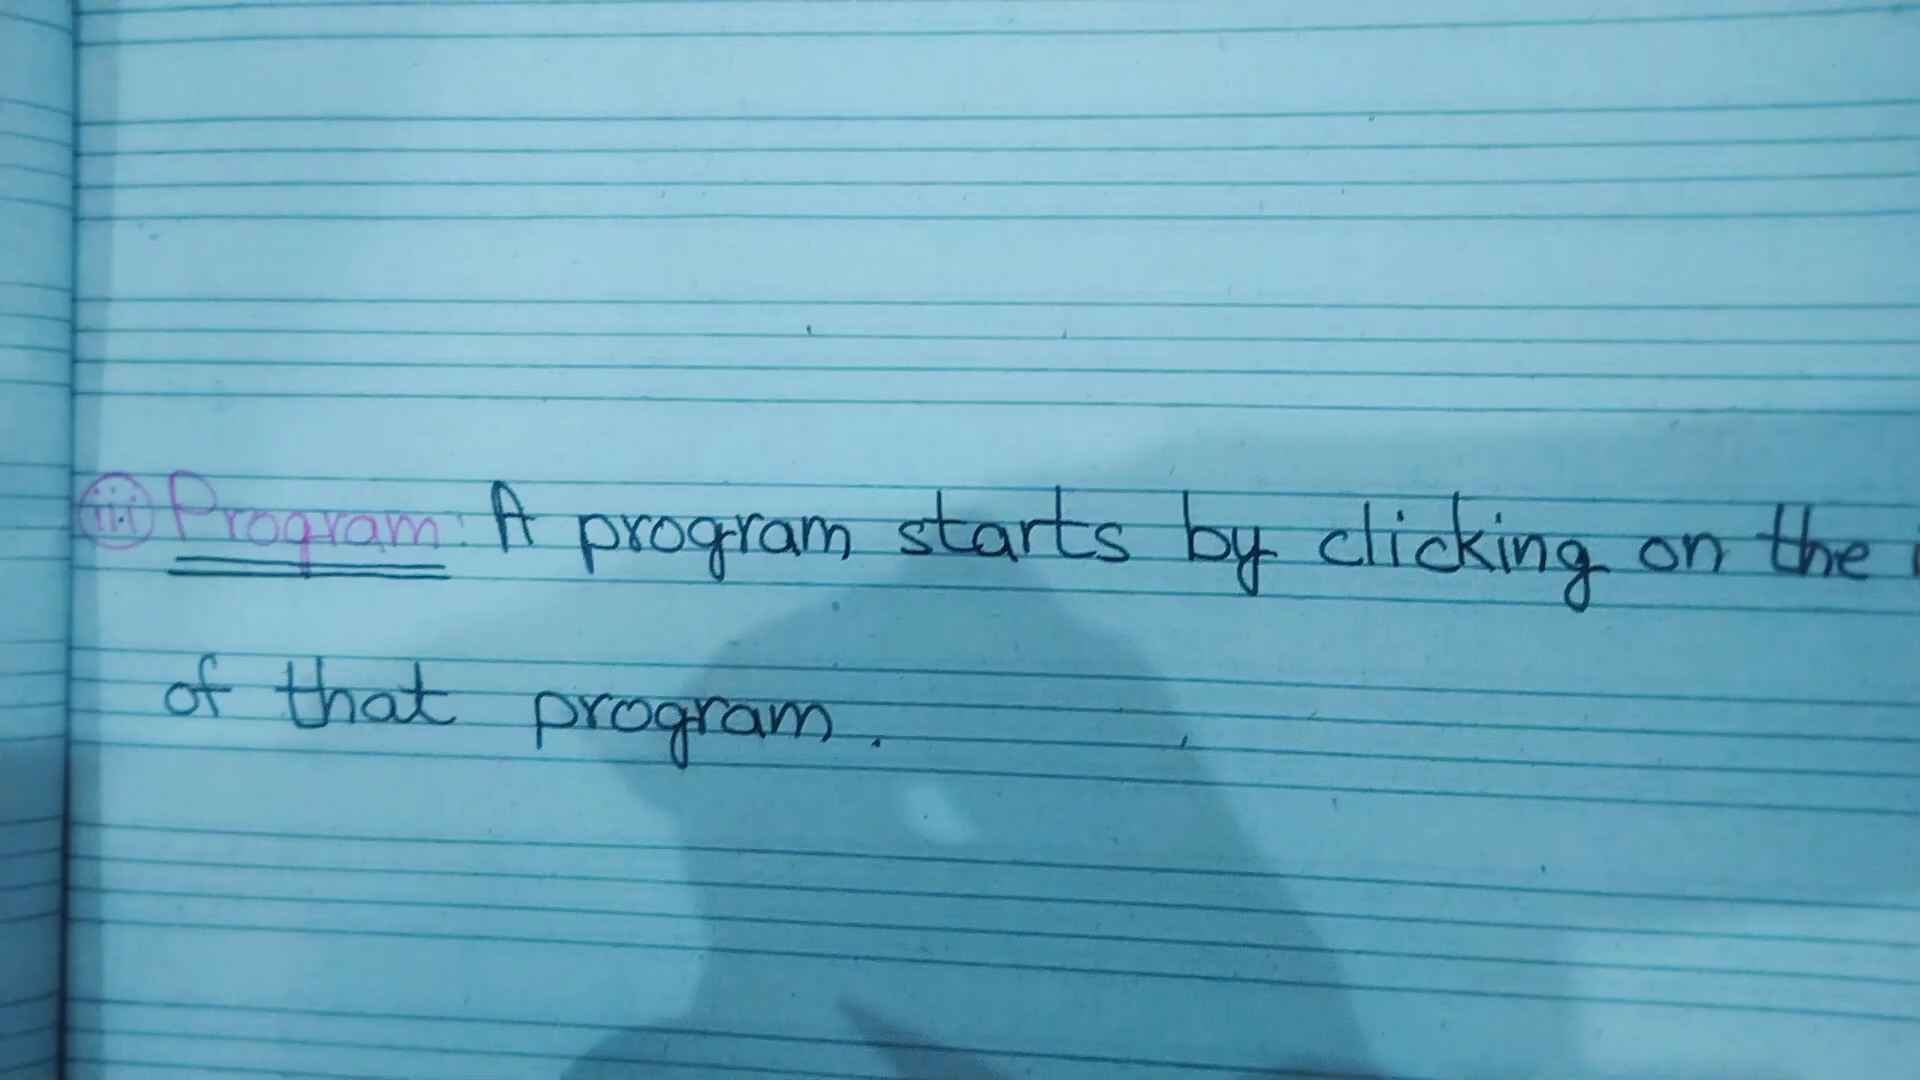 iii Program: A program starts by clicking on the
of that program.